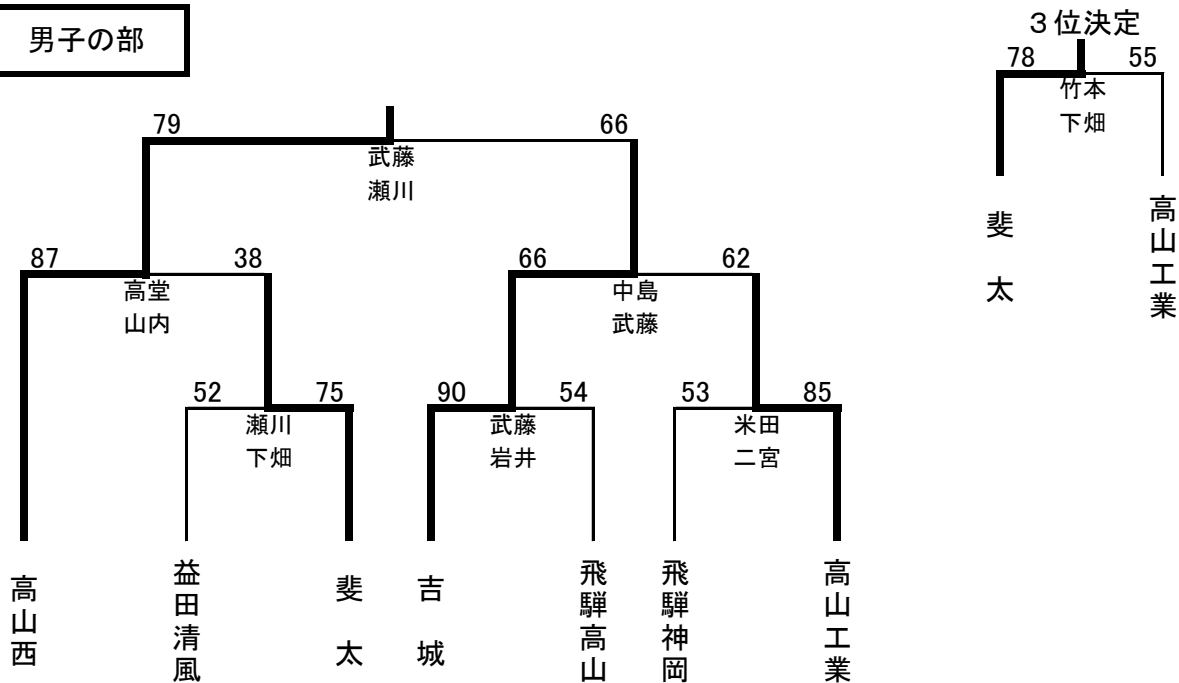 男子の部
3位決定
78
55
竹本
下畑
斐太
高山工業
79
66
武藤
瀬川
87
38
高堂
山内
66
62
中島
武藤
52
75
瀬川
下畑
90
54
武藤
岩井
53
85
米田
二宮
高山西
益田清風
斐太
吉城
飛騨高山
飛騨神岡
高山工業